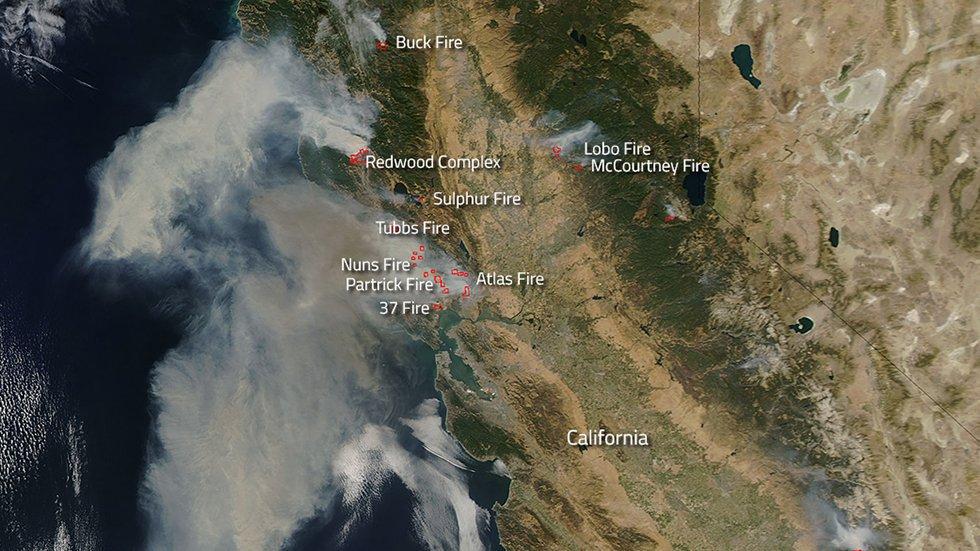 Buck Fire
Lobo Fire
Redwood Complex
McCourtney Fire
Sulphur Fire
Tubbs Fire
Nuns Fire
Atlas Fire
Partrick Fire
37 Fire
California